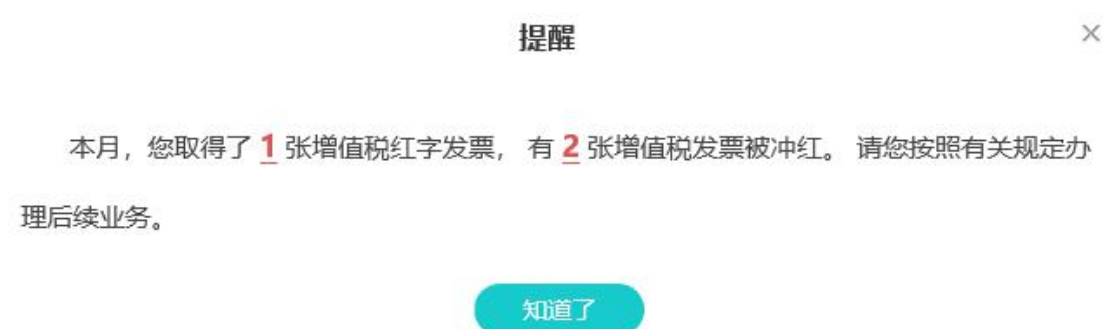 提醒
×
本月，您取得了 1 张增值税红字发票， 有 2 张增值税发票被冲红。 请您按照有关规定办
理后续业务。
知道了